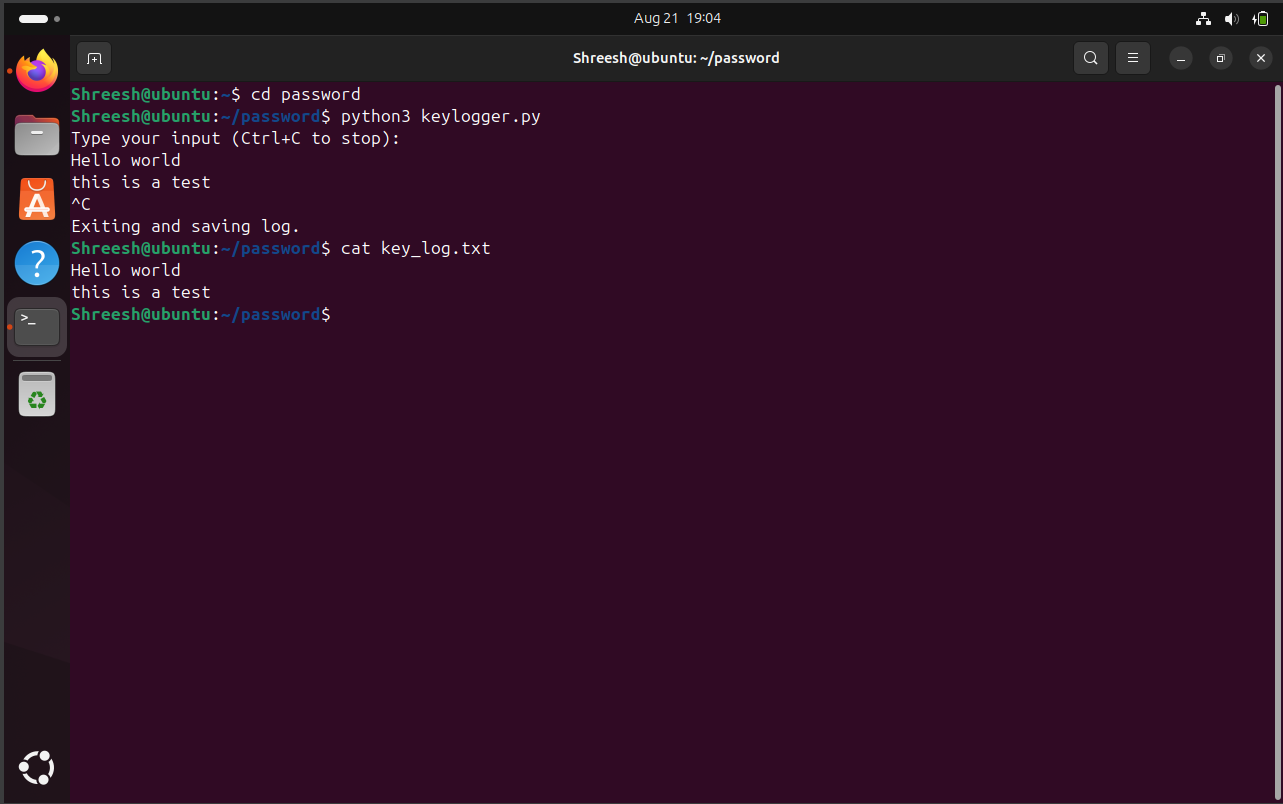 Aug 21 19:04
Shreesh@ubuntu: ~/password
Shreesh@ubuntu:~$ cd password
Shreesh@ubuntu:~/password$ python3 keylogger.py
Type your input (Ctrl+C to stop):
Hello world
this is a test
^C
Exiting and saving log.
Shreesh@ubuntu:~/password$ cat key_log.txt
Hello world
this is a test
Shreesh@ubuntu:~/password$